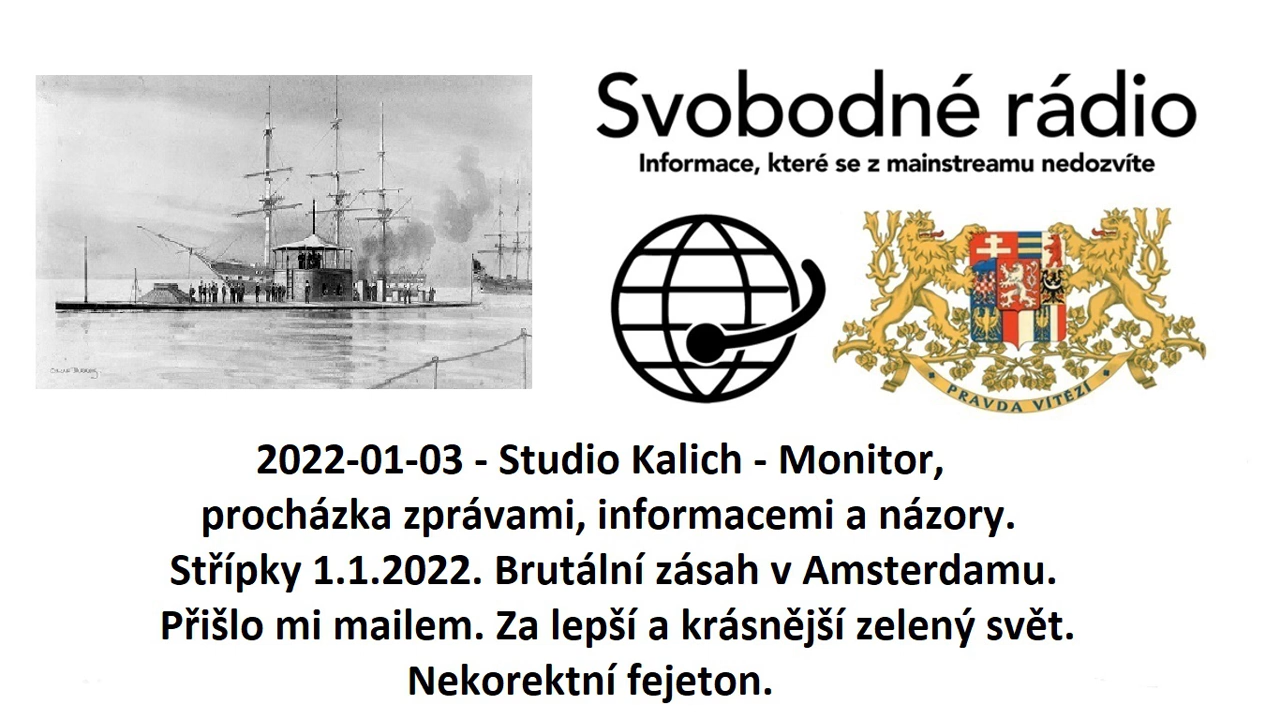 Svobodné rádio
Informace, které se z mainstreamu nedozvíte
PRAVDA VÍTĚZÍ
2022-01-03 - Studio Kalich - Monitor,
procházka zprávami, informacemi a názory.
Střípky 1.1.2022. Brutální zásah v Amsterdamu.
Přišlo mi mailem. Za lepší a krásnější zelený svět.
Nekorektní fejeton.